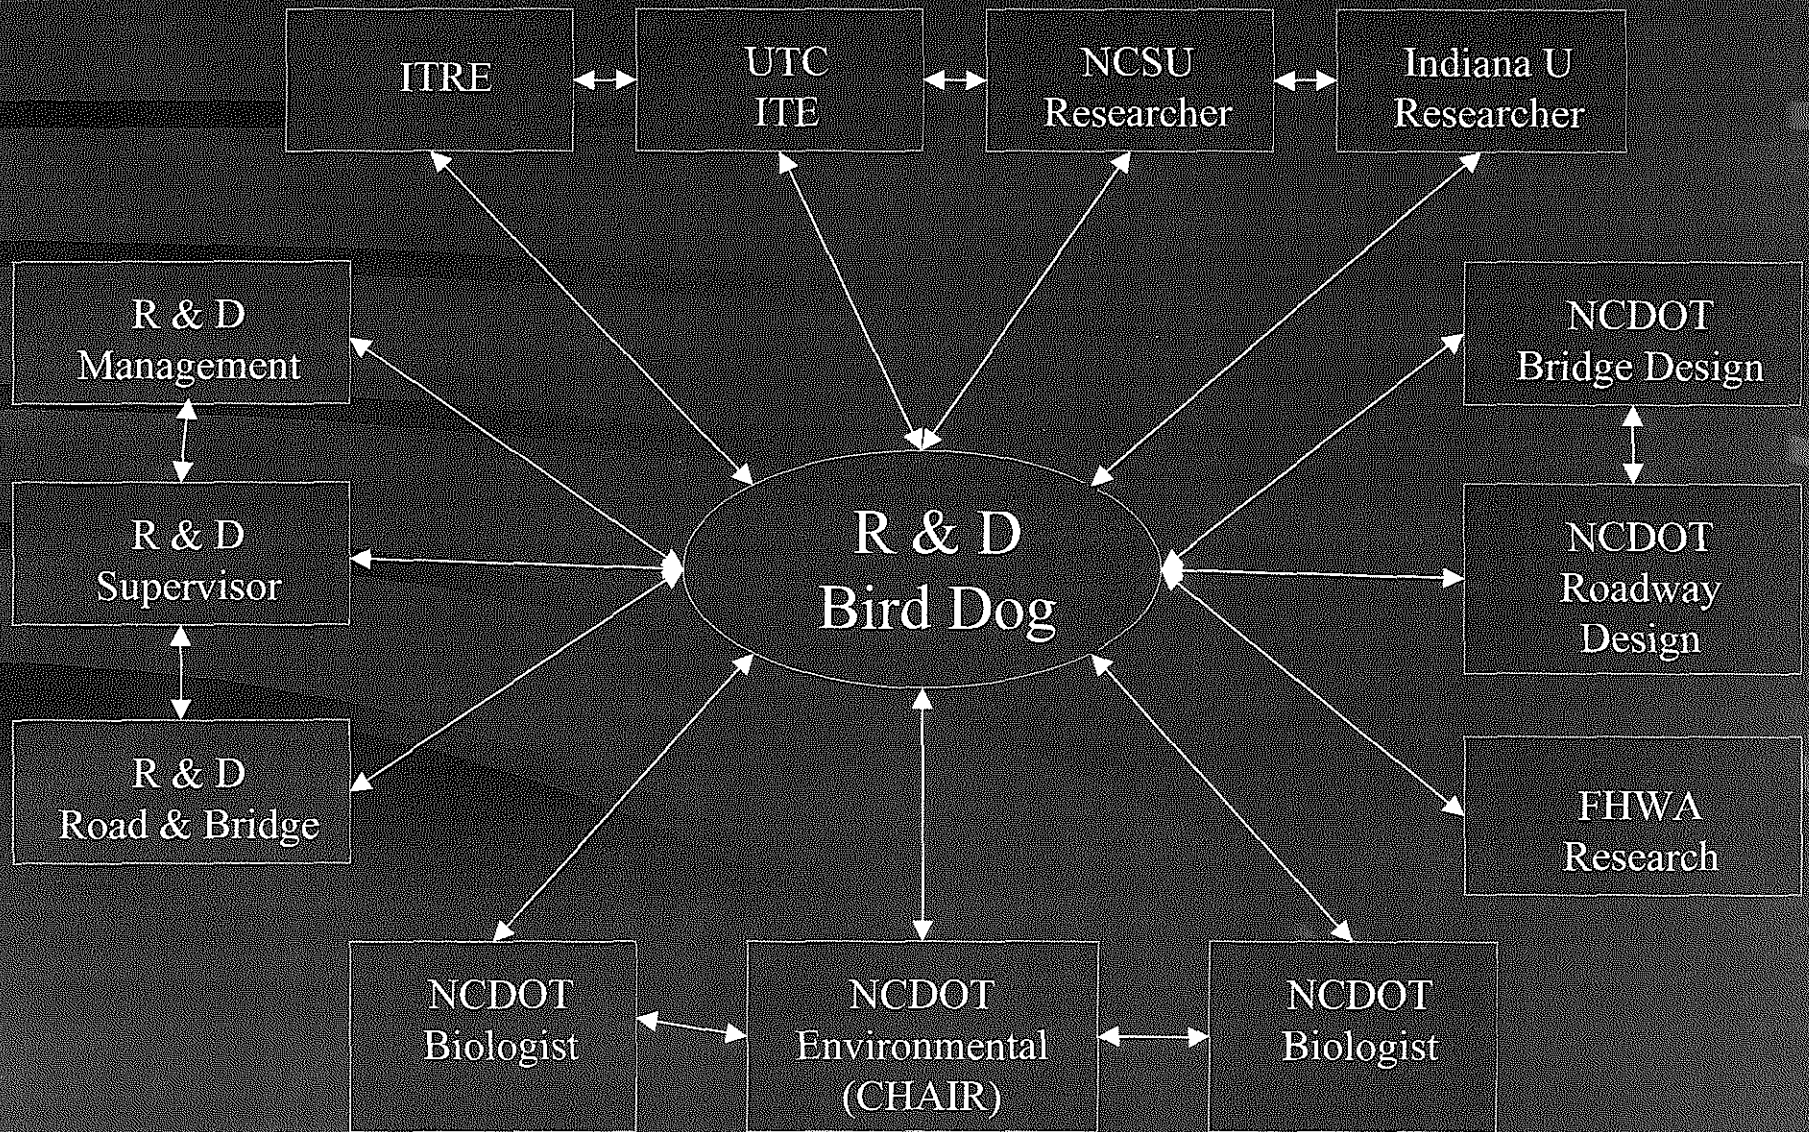 ITRE
UTC
ITE
NCSU
Researcher
Indiana U
Researcher
R & D
Management
NCDOT
Bridge Design
R & D
Supervisor
R & D
Bird Dog
NCDOT
Roadway
Design
R & D
Road & Bridge
FHWA
Research
NCDOT
Biologist
NCDOT
Environmental
(CHAIR)
NCDOT
Biologist